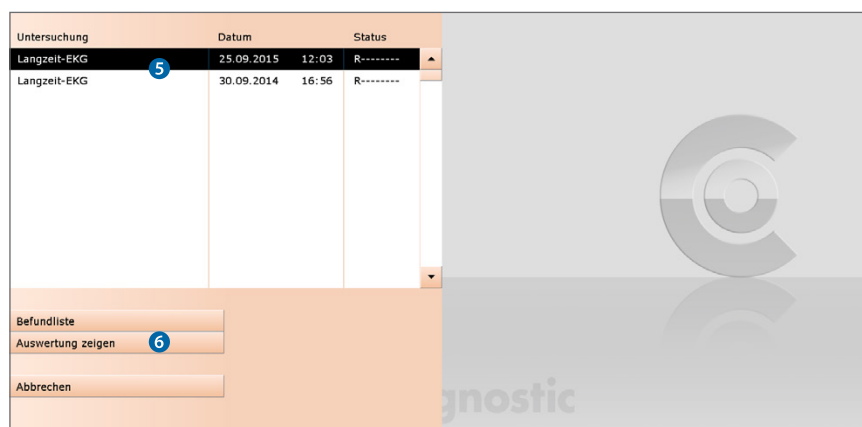 Untersuchung Datum Status
Langzeit-EKG 5 25.09.2015 12:03 R--------
Langzeit-EKG 30.09.2014 16:56 R--------
Befundliste
Auswertung zeigen 6
Abbrechen
gnostic